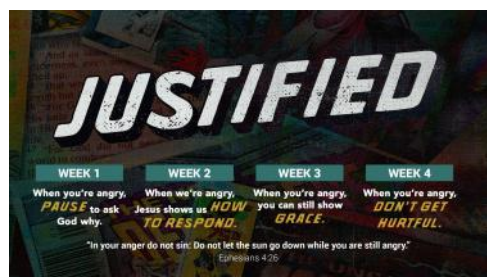 JUSTIFIED
WEEK 1
When you're angry,
PAUSE to ask
God why.
WEEK 2
When we're angry,
Jesus shows us HOW
TO RESPOND.
WEEK 3
When you're angry,
you can still show
GRACE.
WEEK 4
When you're angry,
DON'T GET
HURTFUL.
"In your anger do not sin: Do not let the sun go down while you are still angry."
Ephesians 4:26